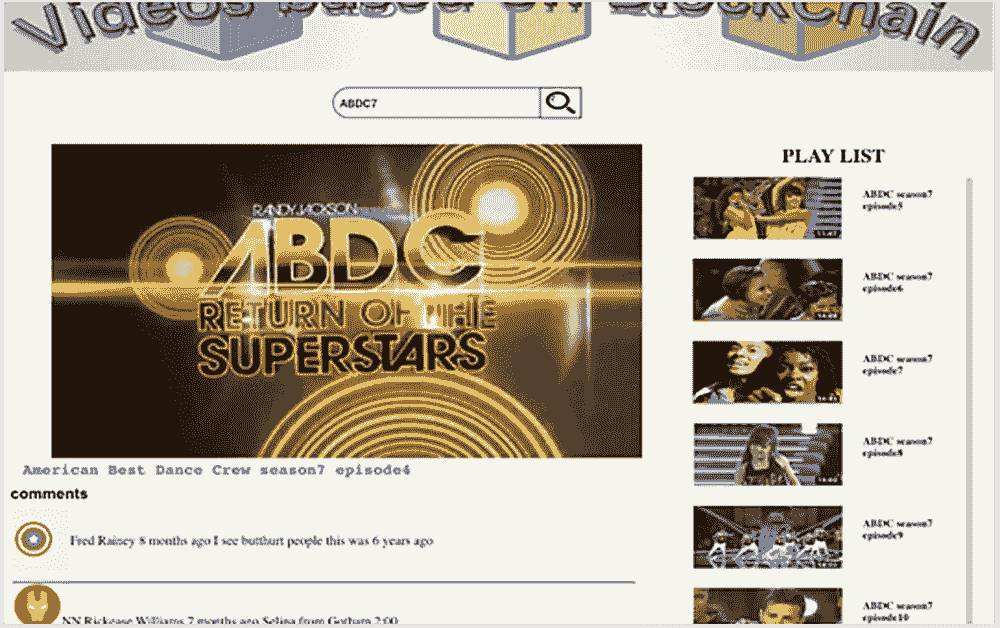 Videos based on BlockChain
ABDC7
RANDY JACKSON
ABDC
RETURN OF THE
SUPERSTARS
American Best Dance Crew season7 episode4
comments
Fred Rainey 8 months ago I see butthurt people this was 6 years ago
NN Rickease Williams 7 months ago Selina from Gotham 2:00
PLAY LIST
ABDC season7
episode5
ABDC season7
episode6
ABDC season7
episode7
ABDC season7
episode8
ABDC season7
episode9
ABDC season7
episode10